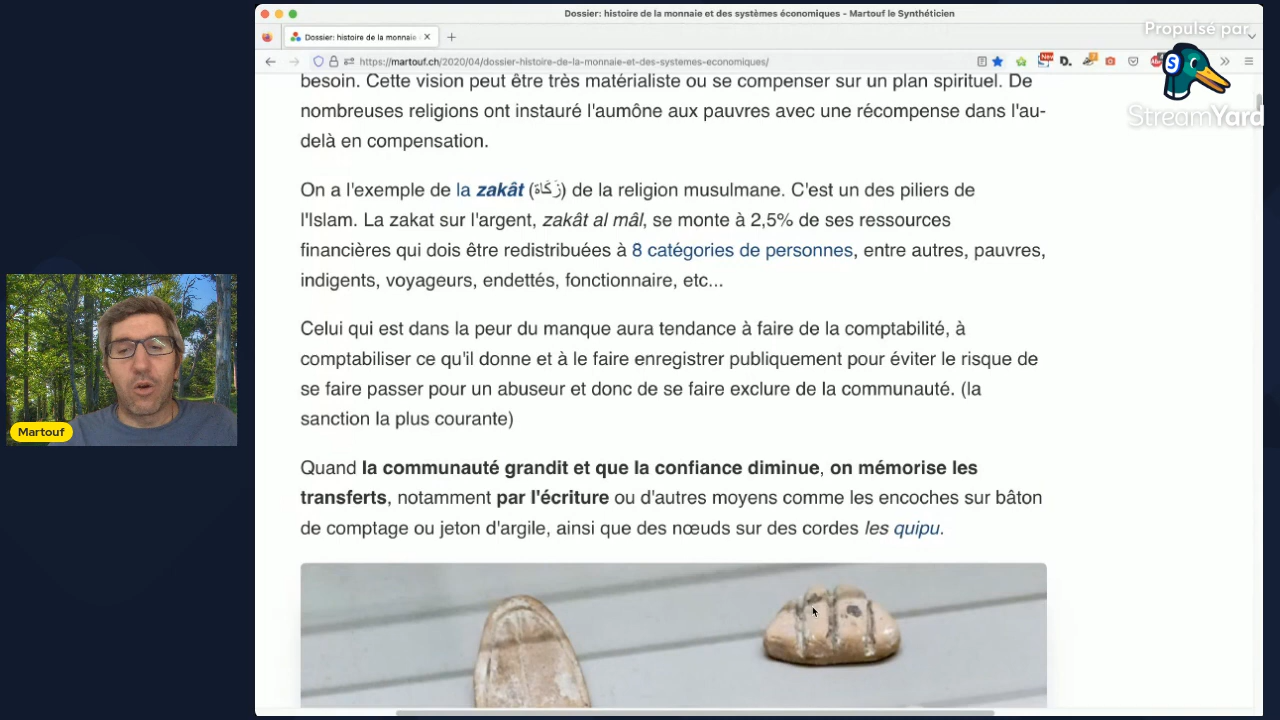 Dossier: histoire de la monnaie et des systèmes économiques - Martouf le Synthéticien
Dossier: histoire de la monnaie
https://martouf.ch/2020/04/dossier-histoire-de-la-monnaie-et-des-systemes-economiques/
New
Propulsé par
S
StreamYard
besoin. Cette vision peut être très matérialiste ou se compenser sur un plan spirituel. De
nombreuses religions ont instauré l'aumône aux pauvres avec une récompense dans l'au-
delà en compensation.
On a l'exemple de la zakât (زَكَاة) de la religion musulmane. C'est un des piliers de
l'Islam. La zakat sur l'argent, zakât al mâl, se monte à 2,5% de ses ressources
financières qui dois être redistribuées à 8 catégories de personnes, entre autres, pauvres,
indigents, voyageurs, endettés, fonctionnaire, etc...
Celui qui est dans la peur du manque aura tendance à faire de la comptabilité, à
comptabiliser ce qu'il donne et à le faire enregistrer publiquement pour éviter le risque de
se faire passer pour un abuseur et donc de se faire exclure de la communauté. (la
sanction la plus courante)
Quand la communauté grandit et que la confiance diminue, on mémorise les
transferts, notamment par l'écriture ou d'autres moyens comme les encoches sur bâton
de comptage ou jeton d'argile, ainsi que des nœuds sur des cordes les quipu.
Martouf